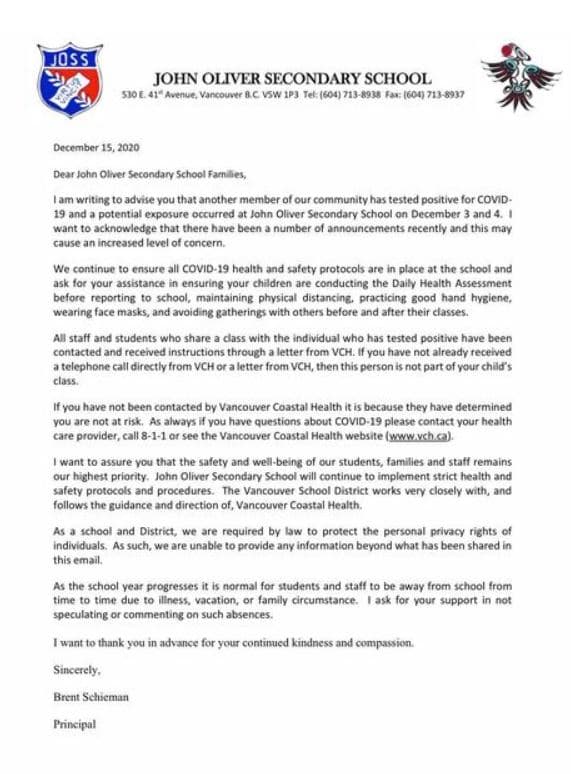 JOSS
JOHN OLIVER SECONDARY SCHOOL
530 E. 41st Avenue, Vancouver B.C. V5W 1P3 Tel: (604) 713-8938 Fax: (604) 713-8937
December 15, 2020
Dear John Oliver Secondary School Families,
I am writing to advise you that another member of our community has tested positive for COVID-
19 and a potential exposure occurred at John Oliver Secondary School on December 3 and 4. I
want to acknowledge that there have been a number of announcements recently and this may
cause an increased level of concern.
We continue to ensure all COVID-19 health and safety protocols are in place at the school and
ask for your assistance in ensuring your children are conducting the Daily Health Assessment
before reporting to school, maintaining physical distancing, practicing good hand hygiene,
wearing face masks, and avoiding gatherings with others before and after their classes.
All staff and students who share a class with the individual who has tested positive have been
contacted and received instructions through a letter from VCH. If you have not already received
a telephone call directly from VCH or a letter from VCH, then this person is not part of your child's
class.
If you have not been contacted by Vancouver Coastal Health it is because they have determined
you are not at risk. As always if you have questions about COVID-19 please contact your health
care provider, call 8-1-1 or see the Vancouver Coastal Health website (www.vch.ca).
I want to assure you that the safety and well-being of our students, families and staff remains
our highest priority. John Oliver Secondary School will continue to implement strict health and
safety protocols and procedures. The Vancouver School District works very closely with, and
follows the guidance and direction of, Vancouver Coastal Health.
As a school and District, we are required by law to protect the personal privacy rights of
individuals. As such, we are unable to provide any information beyond what has been shared in
this email.
As the school year progresses it is normal for students and staff to be away from school from
time to time due to illness, vacation, or family circumstance. I ask for your support in not
speculating or commenting on such absences.
I want to thank you in advance for your continued kindness and compassion.
Sincerely,
Brent Schieman
Principal